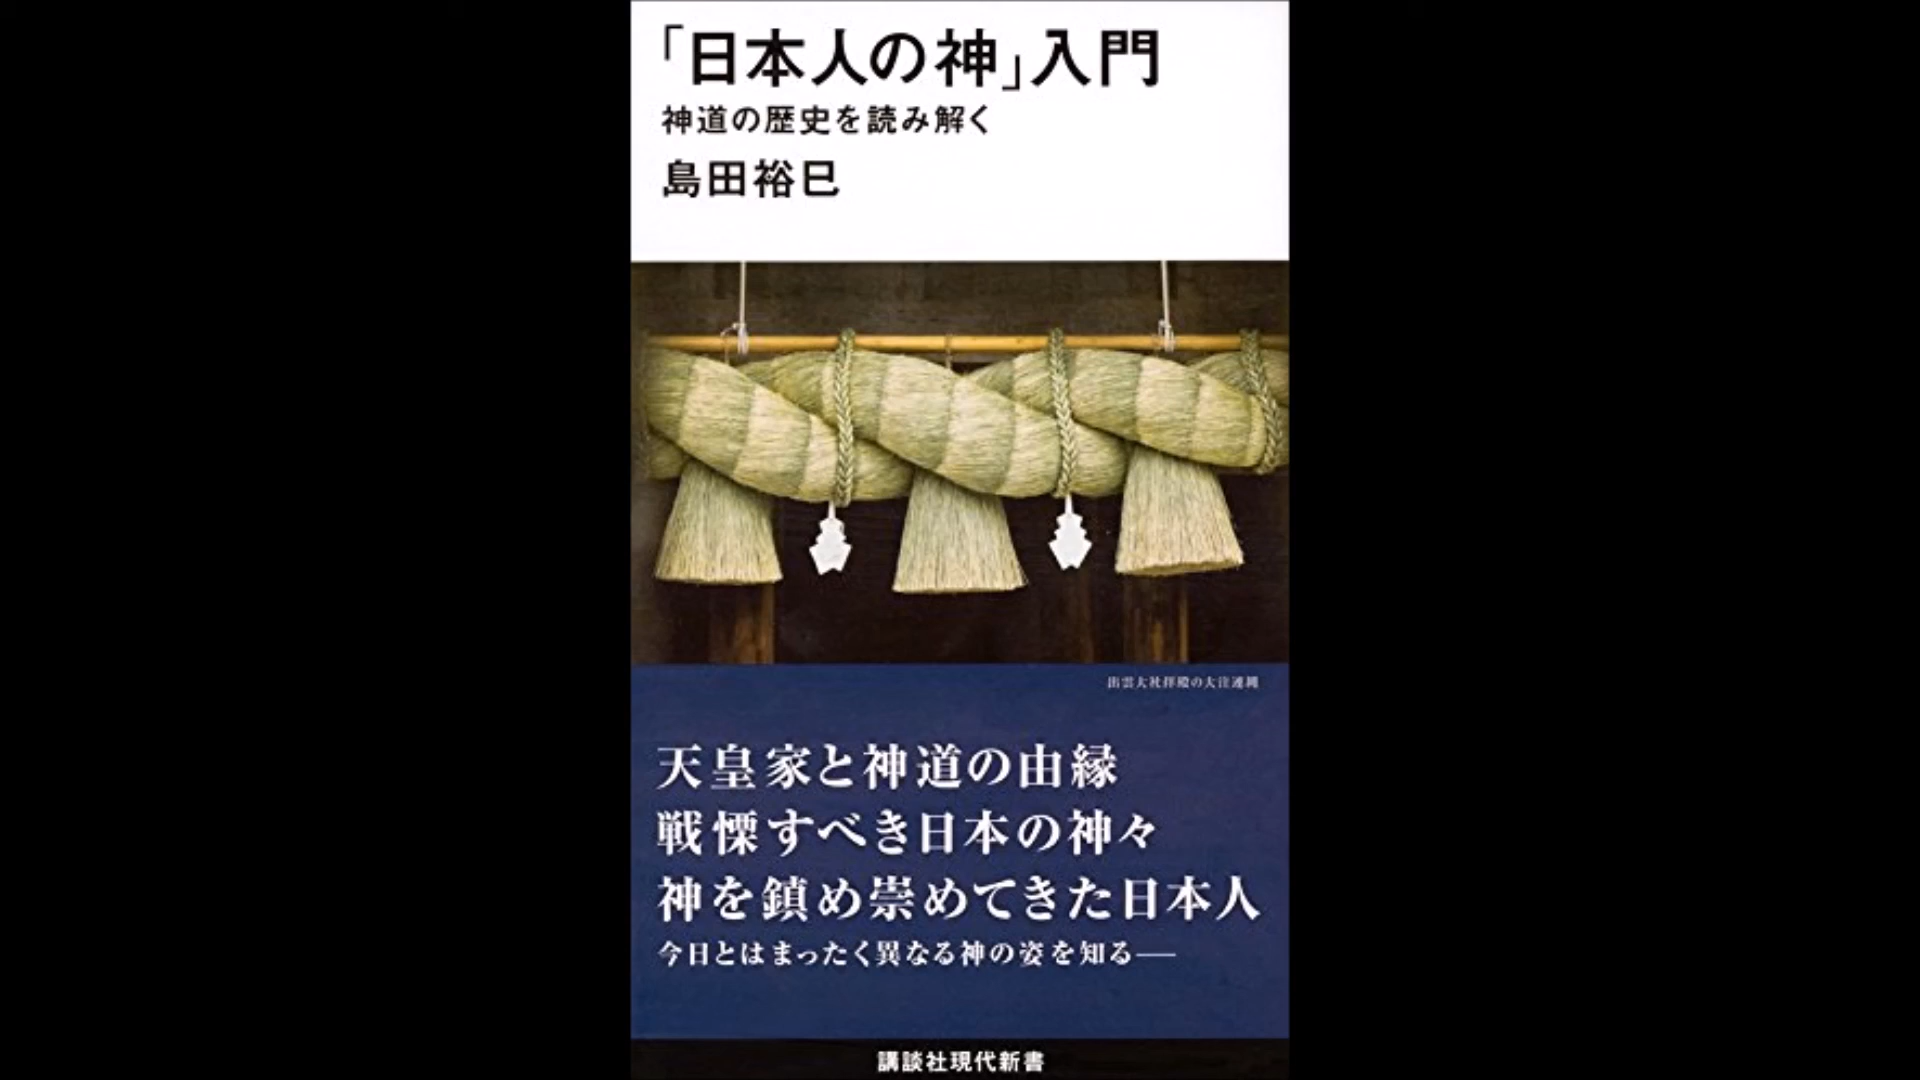 「日本人の神」入門
神道の歴史を読み解く
島田裕巳
出雲大社拝殿の大注連縄
天皇家と神道の由縁
戦慄すべき日本の神々
神を鎮め崇めてきた日本人
今日とはまったく異なる神の姿を知る──
講談社現代新書